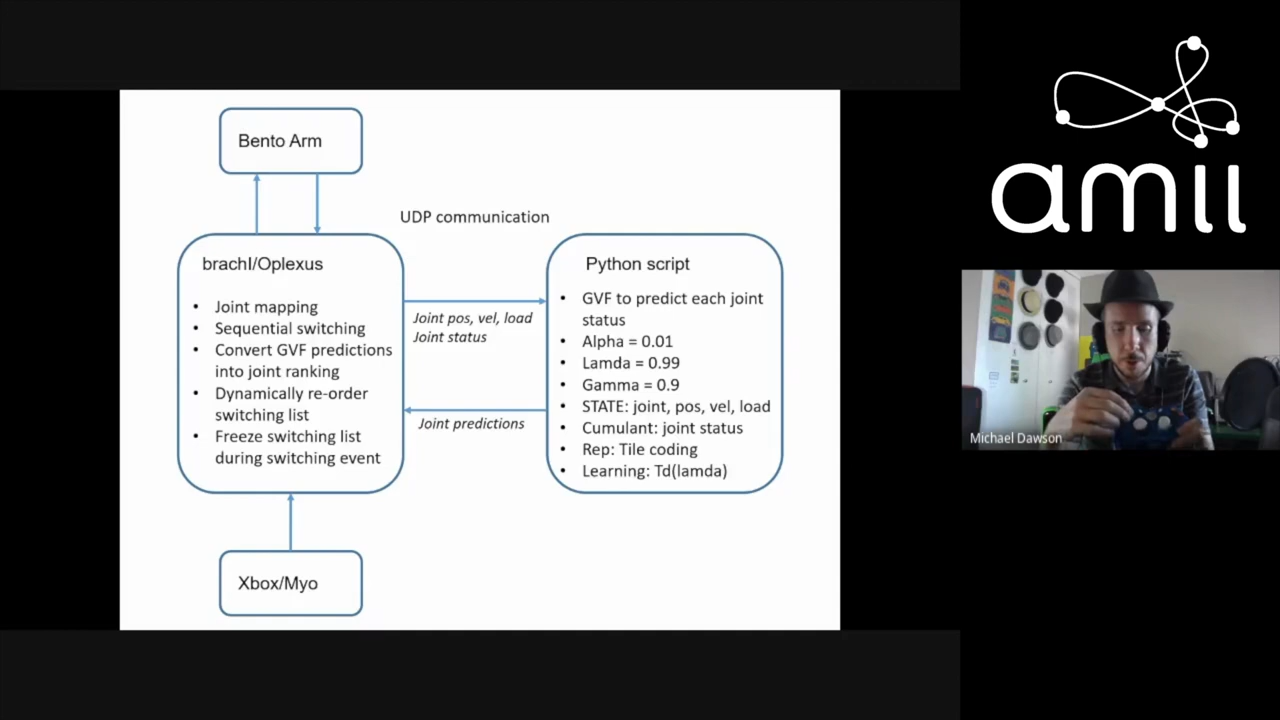 Bento Arm
UDP communication
brachI/Oplexus
• Joint mapping
• Sequential switching
• Convert GVF predictions
into joint ranking
• Dynamically re-order
switching list
• Freeze switching list
during switching event
Joint pos, vel, load
Joint status
Joint predictions
Python script
• GVF to predict each joint
status
• Alpha = 0.01
• Lamda = 0.99
• Gamma = 0.9
• STATE: joint, pos, vel, load
• Cumulant: joint status
• Rep: Tile coding
• Learning: Td(lamda)
Xbox/Myo
amii
Michael Dawson